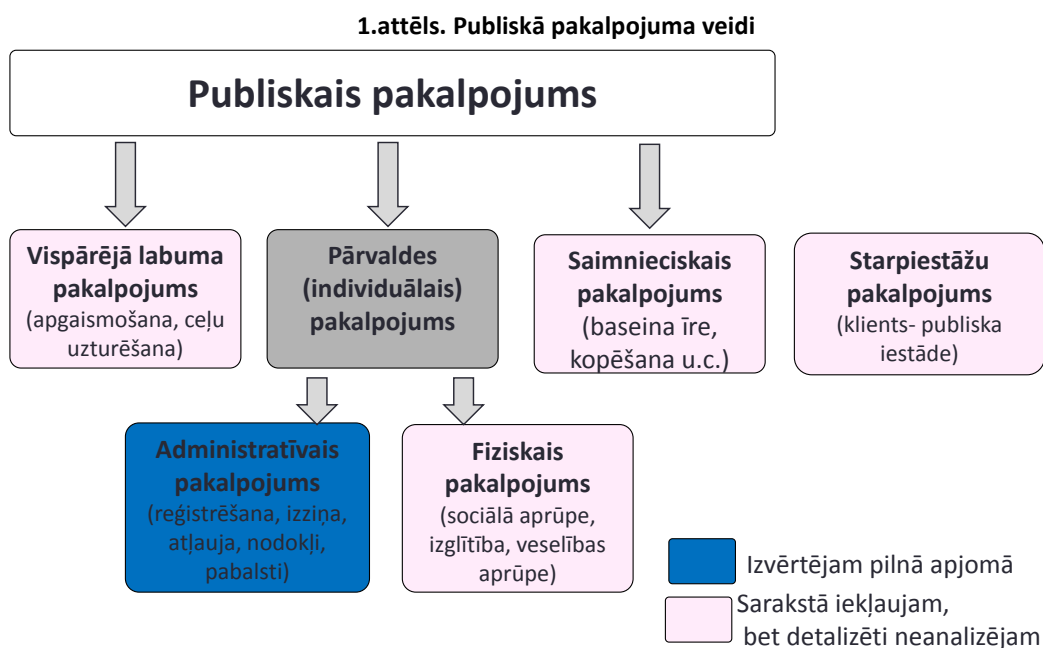 1.attēls. Publiskā pakalpojuma veidi
Publiskais pakalpojums
Vispārējā labuma
pakalpojums
(apgaismošana, ceļu
uzturēšana)
Pārvaldes
(individuālais)
pakalpojums
Saimnieciskais
pakalpojums
(baseina īre,
kopēšana u.c.)
Starpiestāžu
pakalpojums
(klients- publiska
iestāde)
Administratīvais
pakalpojums
(reģistrēšana, izziņa,
atļauja, nodokļi,
pabalsti)
Fiziskais
pakalpojums
(sociālā aprūpe,
izglītība, veselības
aprūpe)
Izvērtējam pilnā apjomā
Sarakstā iekļaujam,
bet detalizēti neanalizējam